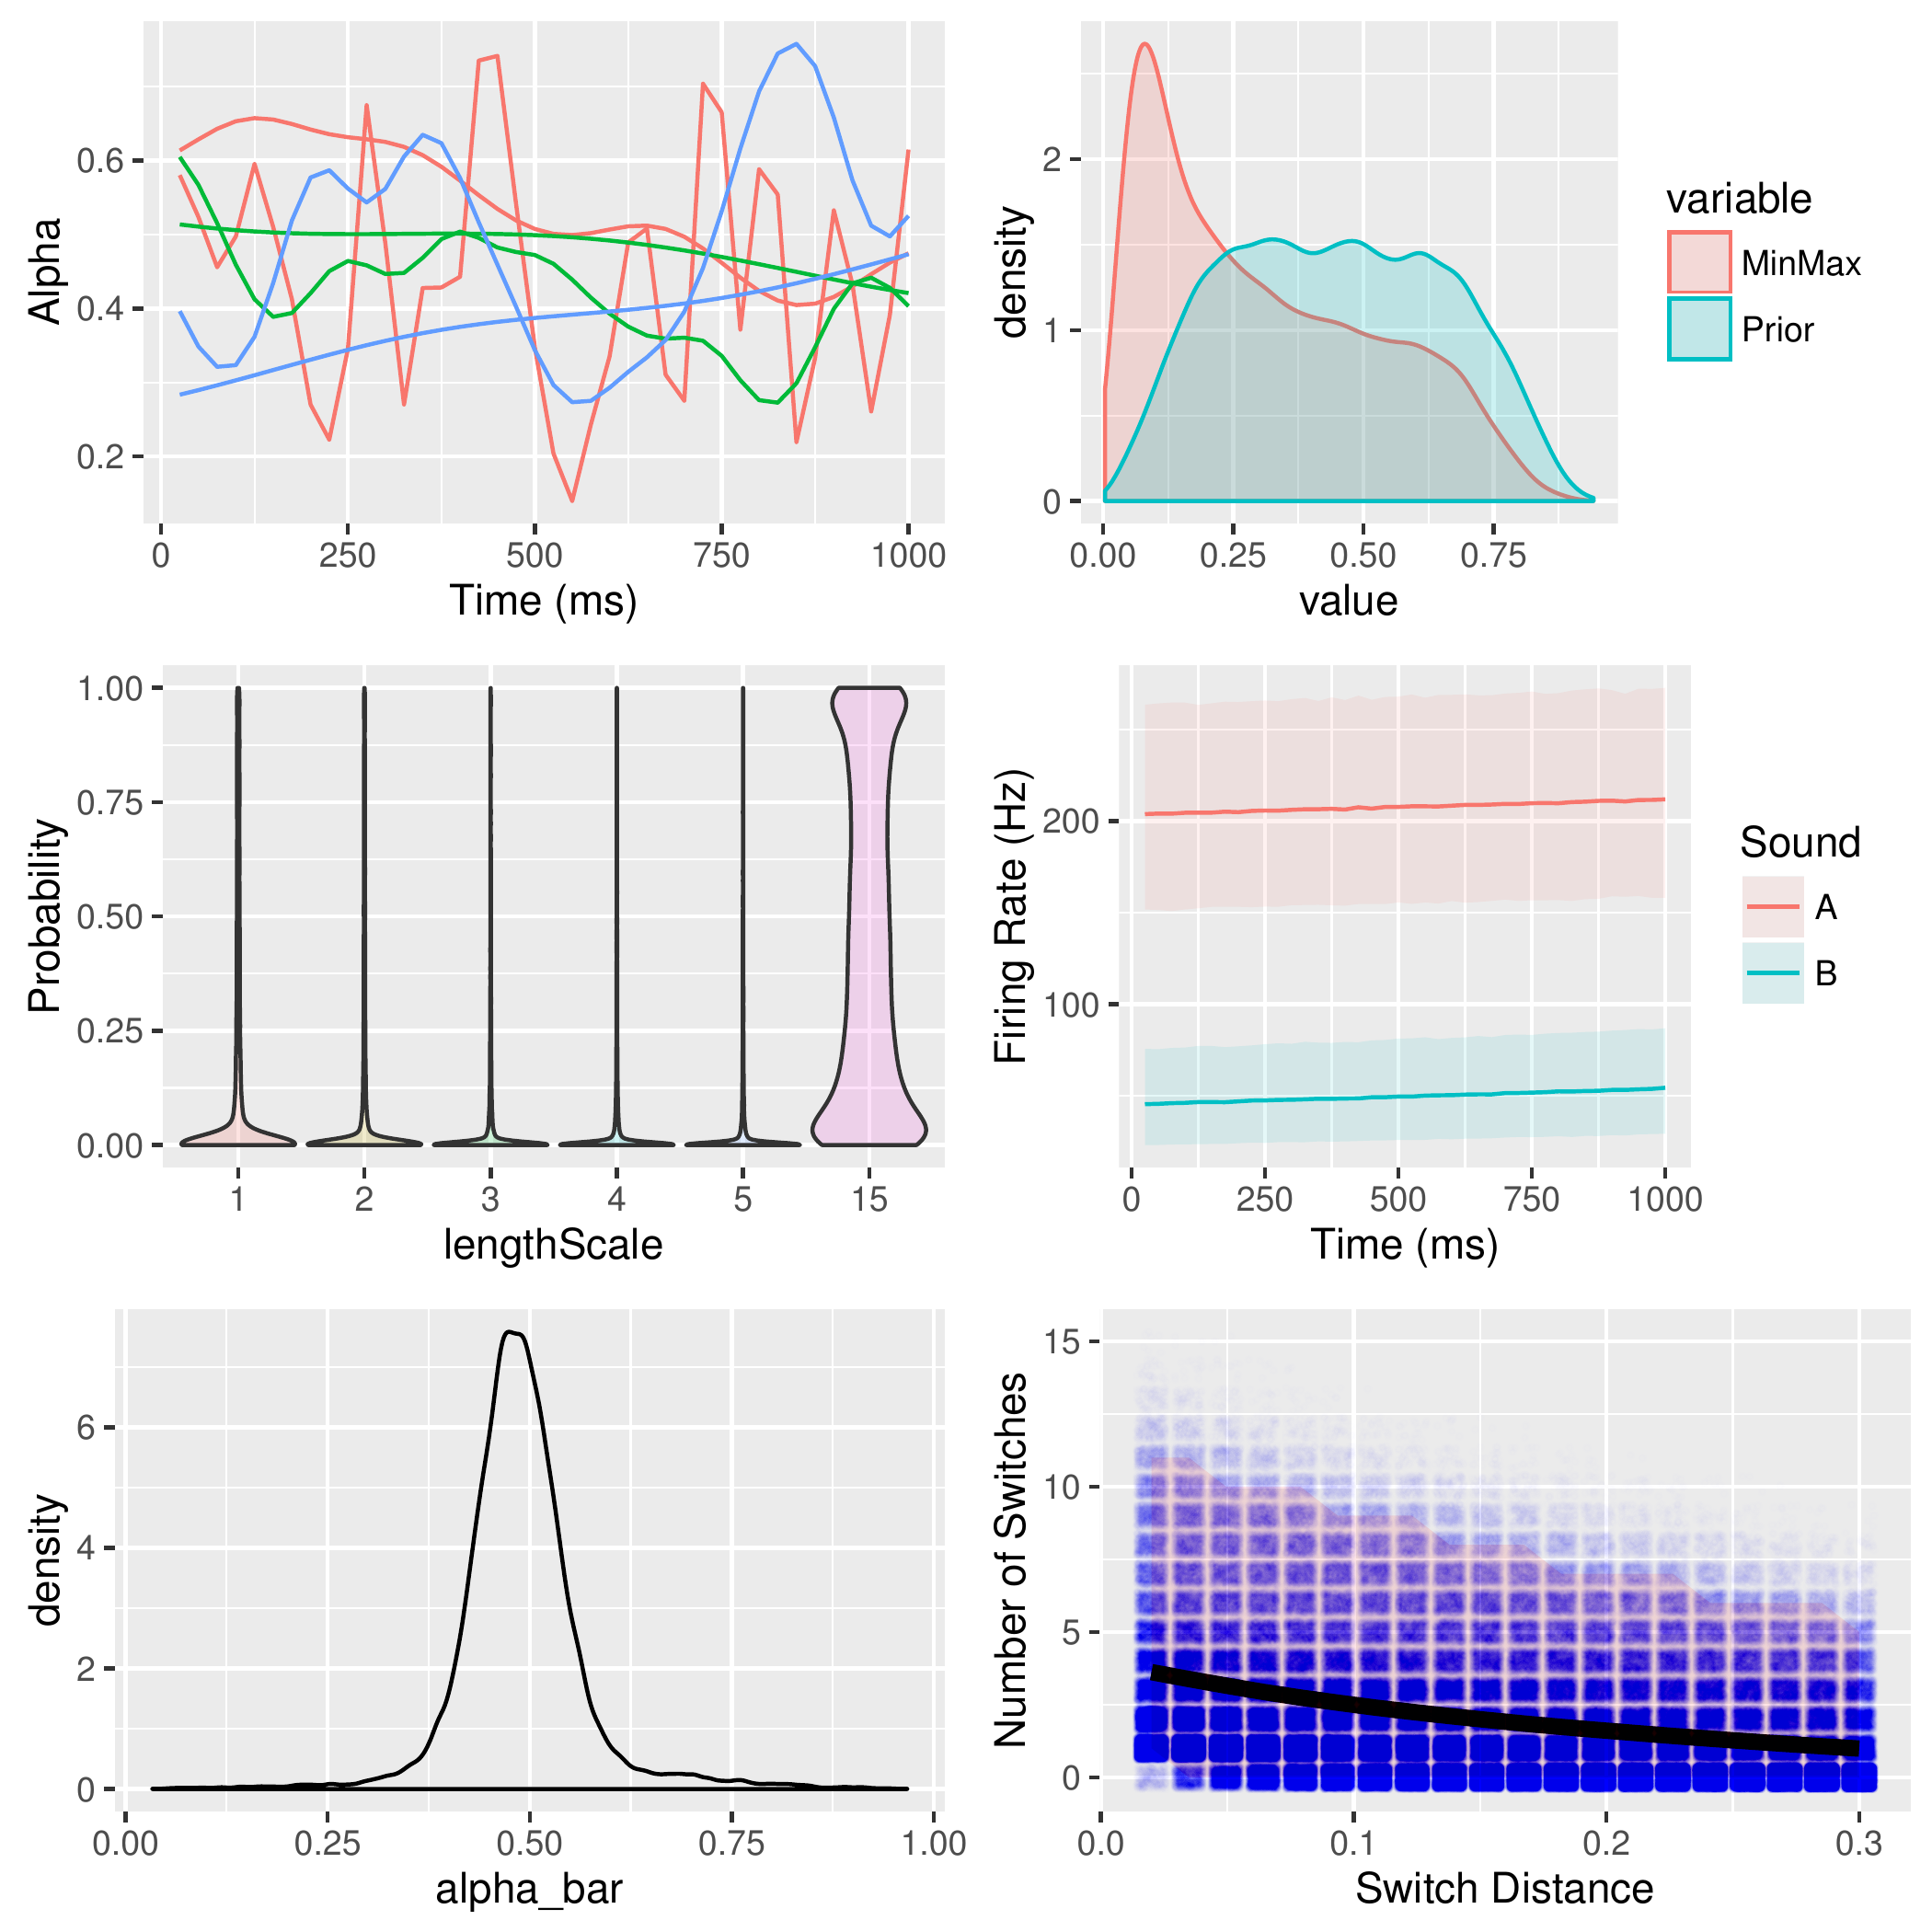 Alpha
0.6
0.4
0.2
0 250 500 750 1000
Time (ms)
density
2
1
0
0.00 0.25 0.50 0.75
value
variable
MinMax
Prior
Probability
1.00
0.75
0.50
0.25
0.00
1 2 3 4 5 15
lengthScale
Firing Rate (Hz)
200
100
0 250 500 750 1000
Time (ms)
Sound
A
B
density
6
4
2
0
0.00 0.25 0.50 0.75 1.00
alpha_bar
Number of Switches
15
10
5
0
0.0 0.1 0.2 0.3
Switch Distance